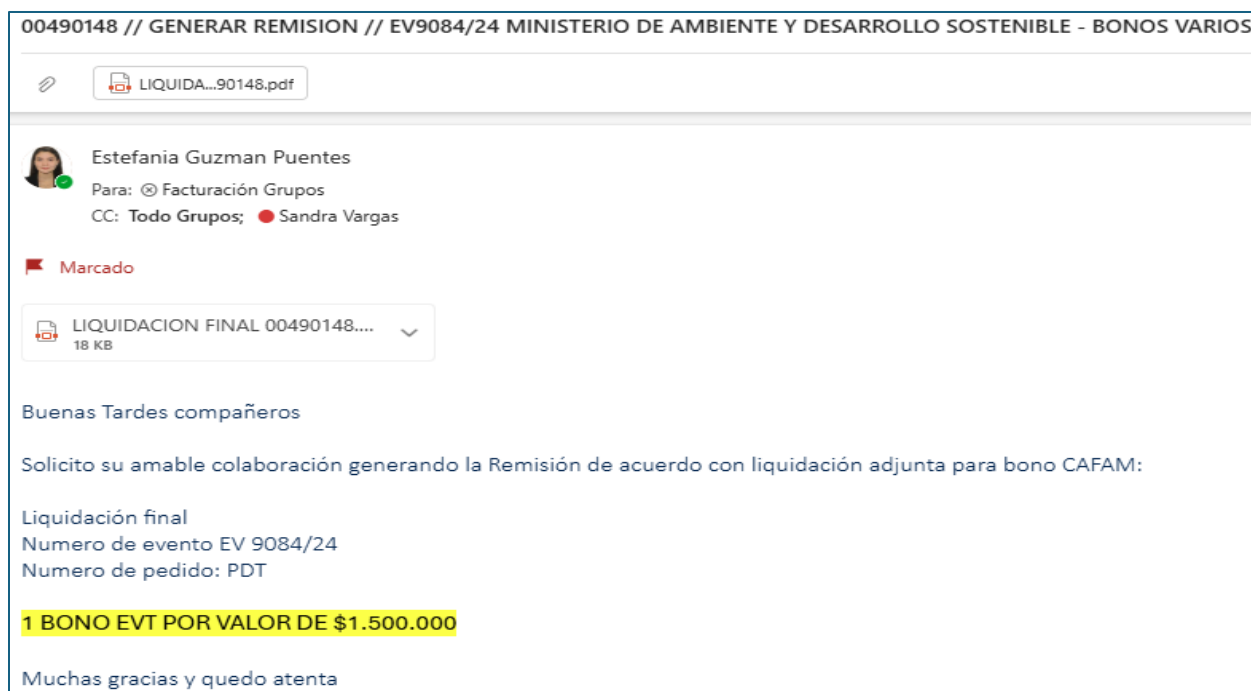 00490148 // GENERAR REMISION // EV9084/24 MINISTERIO DE AMBIENTE Y DESARROLLO SOSTENIBLE - BONOS VARIOS
LIQUIDA...90148.pdf
Estefania Guzman Puentes
Para: Facturación Grupos
CC: Todo Grupos; Sandra Vargas
Marcado
LIQUIDACION FINAL 00490148....
18 KB
Buenas Tardes compañeros
Solicito su amable colaboración generando la Remisión de acuerdo con liquidación adjunta para bono CAFAM:
Liquidación final
Numero de evento EV 9084/24
Numero de pedido: PDT
1 BONO EVT POR VALOR DE $1.500.000
Muchas gracias y quedo atenta